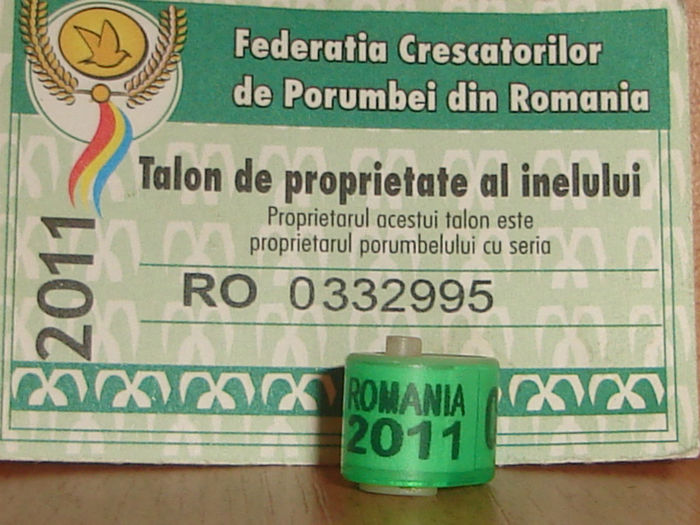 Federatia Crescatorilor
de Porumbei din Romania
Talon de proprietate al inelului
Proprietarul acestui talon este
proprietarul porumbelului cu seria
RO 0332995
2011
ROMANIA
2011